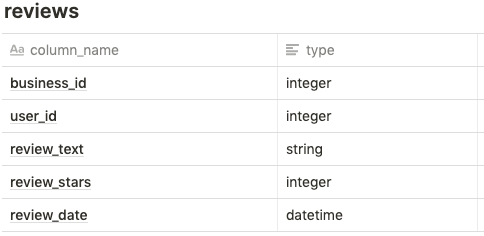 reviews
Aa column_name type
business_id integer
user_id integer
review_text string
review_stars integer
review_date datetime